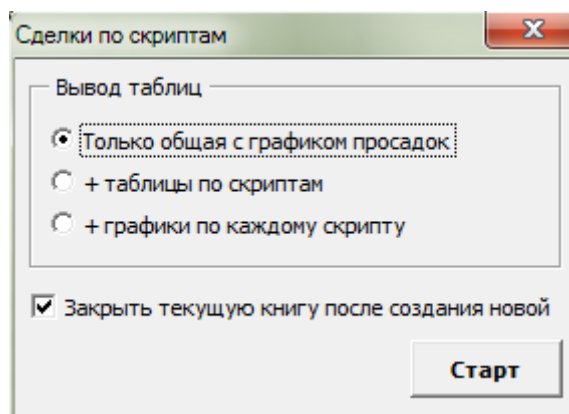 Сделки по скриптам
Вывод таблиц
Только общая с графиком просадок
+ таблицы по скриптам
+ графики по каждому скрипту
Закрыть текущую книгу после создания новой
Старт